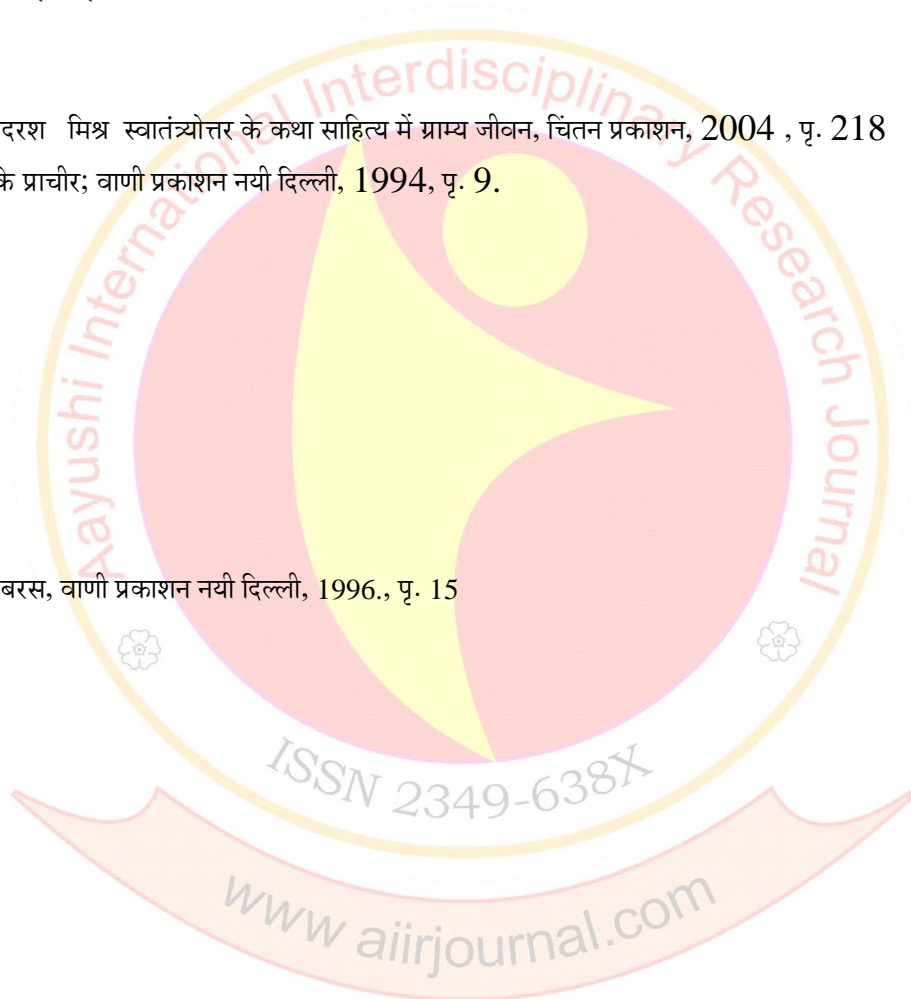 दरश मिश्र स्वातंत्र्योत्तर के कथा साहित्य में ग्राम्य जीवन, चिंतन प्रकाशन, 2004 , पृ. 218
के प्राचीर; वाणी प्रकाशन नयी दिल्ली, 1994, पृ. 9.
बरस, वाणी प्रकाशन नयी दिल्ली, 1996., पृ. 15
Aayushi International Interdisciplinary Research Journal
ISSN 2349-638X
www aiirjournal.com